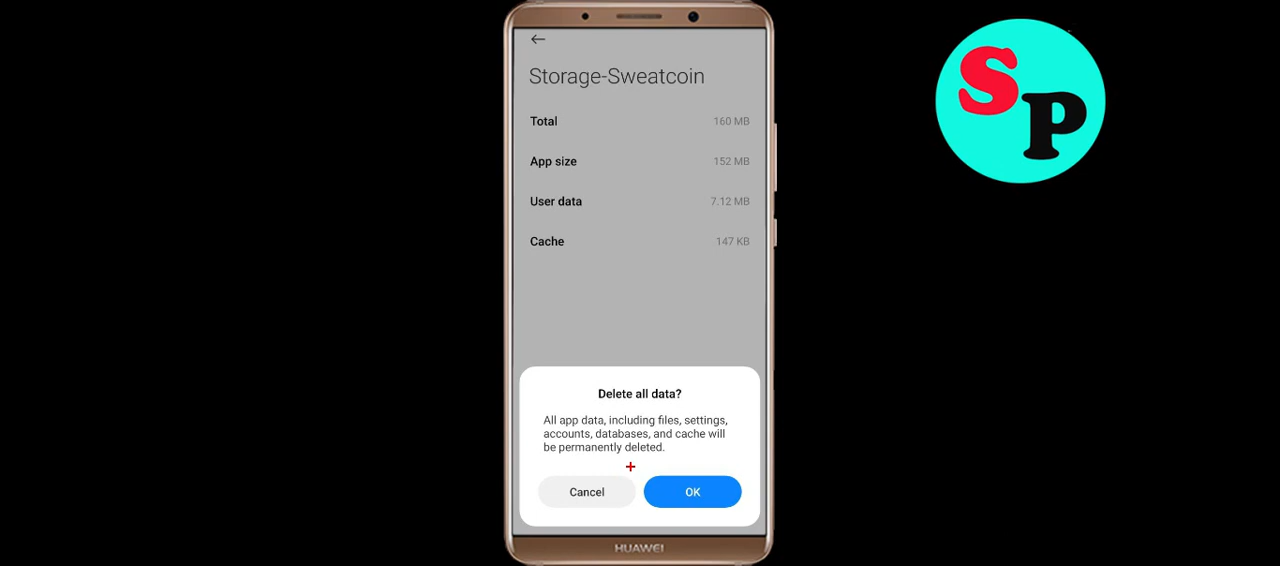 Storage-Sweatcoin
Total 160 MB
App size 152 MB
User data 7.12 MB
Cache 147 KB
Delete all data?
All app data, including files, settings,
accounts, databases, and cache will
be permanently deleted.
Cancel OK
HUAWEI
SP